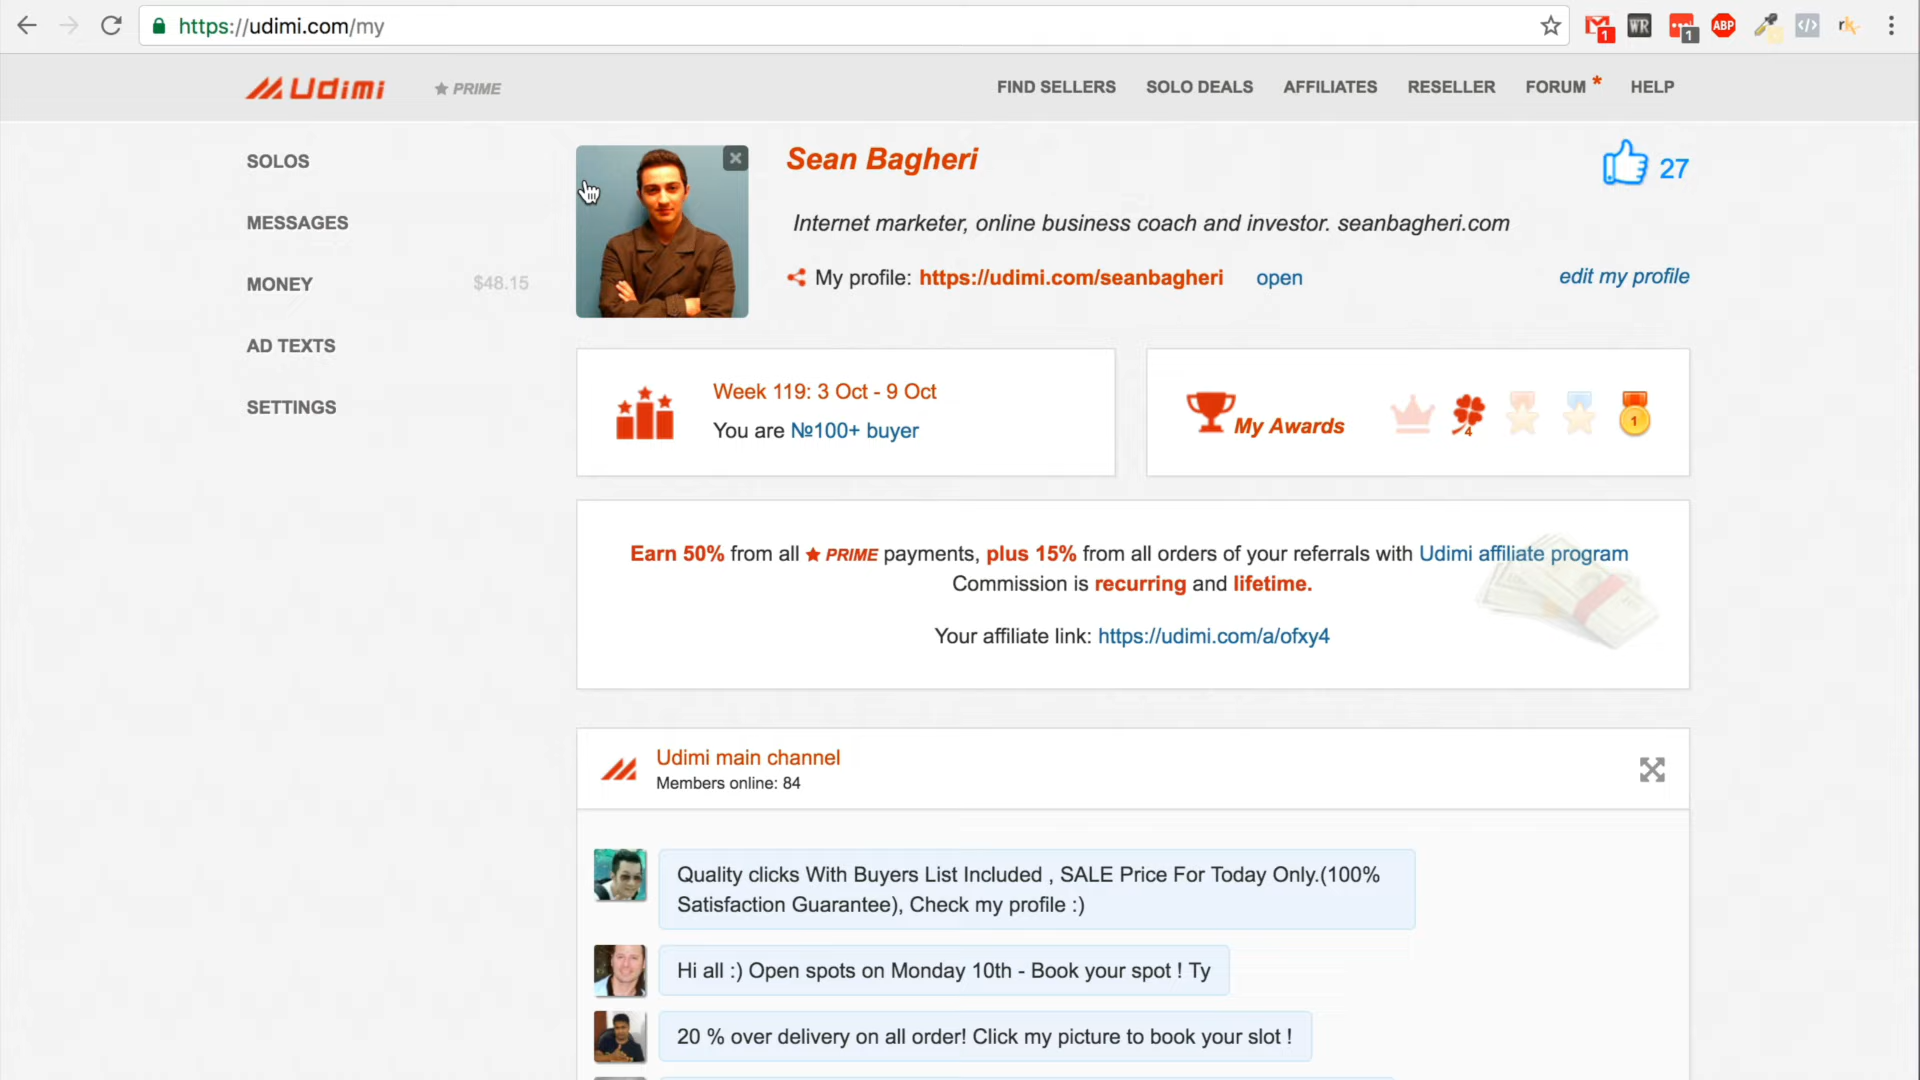 https://udimi.com/my
1
WR
1
ABP
</>
rk
Udimi
PRIME
FIND SELLERS
SOLO DEALS
AFFILIATES
RESELLER
FORUM *
HELP
SOLOS
MESSAGES
MONEY $48.15
AD TEXTS
SETTINGS
Sean Bagheri
27
Internet marketer, online business coach and investor. seanbagheri.com
My profile: https://udimi.com/seanbagheri open
edit my profile
Week 119: 3 Oct - 9 Oct
You are №100+ buyer
My Awards
4
1
Earn 50% from all PRIME payments, plus 15% from all orders of your referrals with Udimi affiliate program
Commission is recurring and lifetime.
Your affiliate link: https://udimi.com/a/ofxy4
Udimi main channel
Members online: 84
Quality clicks With Buyers List Included , SALE Price For Today Only.(100%
Satisfaction Guarantee), Check my profile :)
Hi all :) Open spots on Monday 10th - Book your spot ! Ty
20 % over delivery on all order! Click my picture to book your slot !